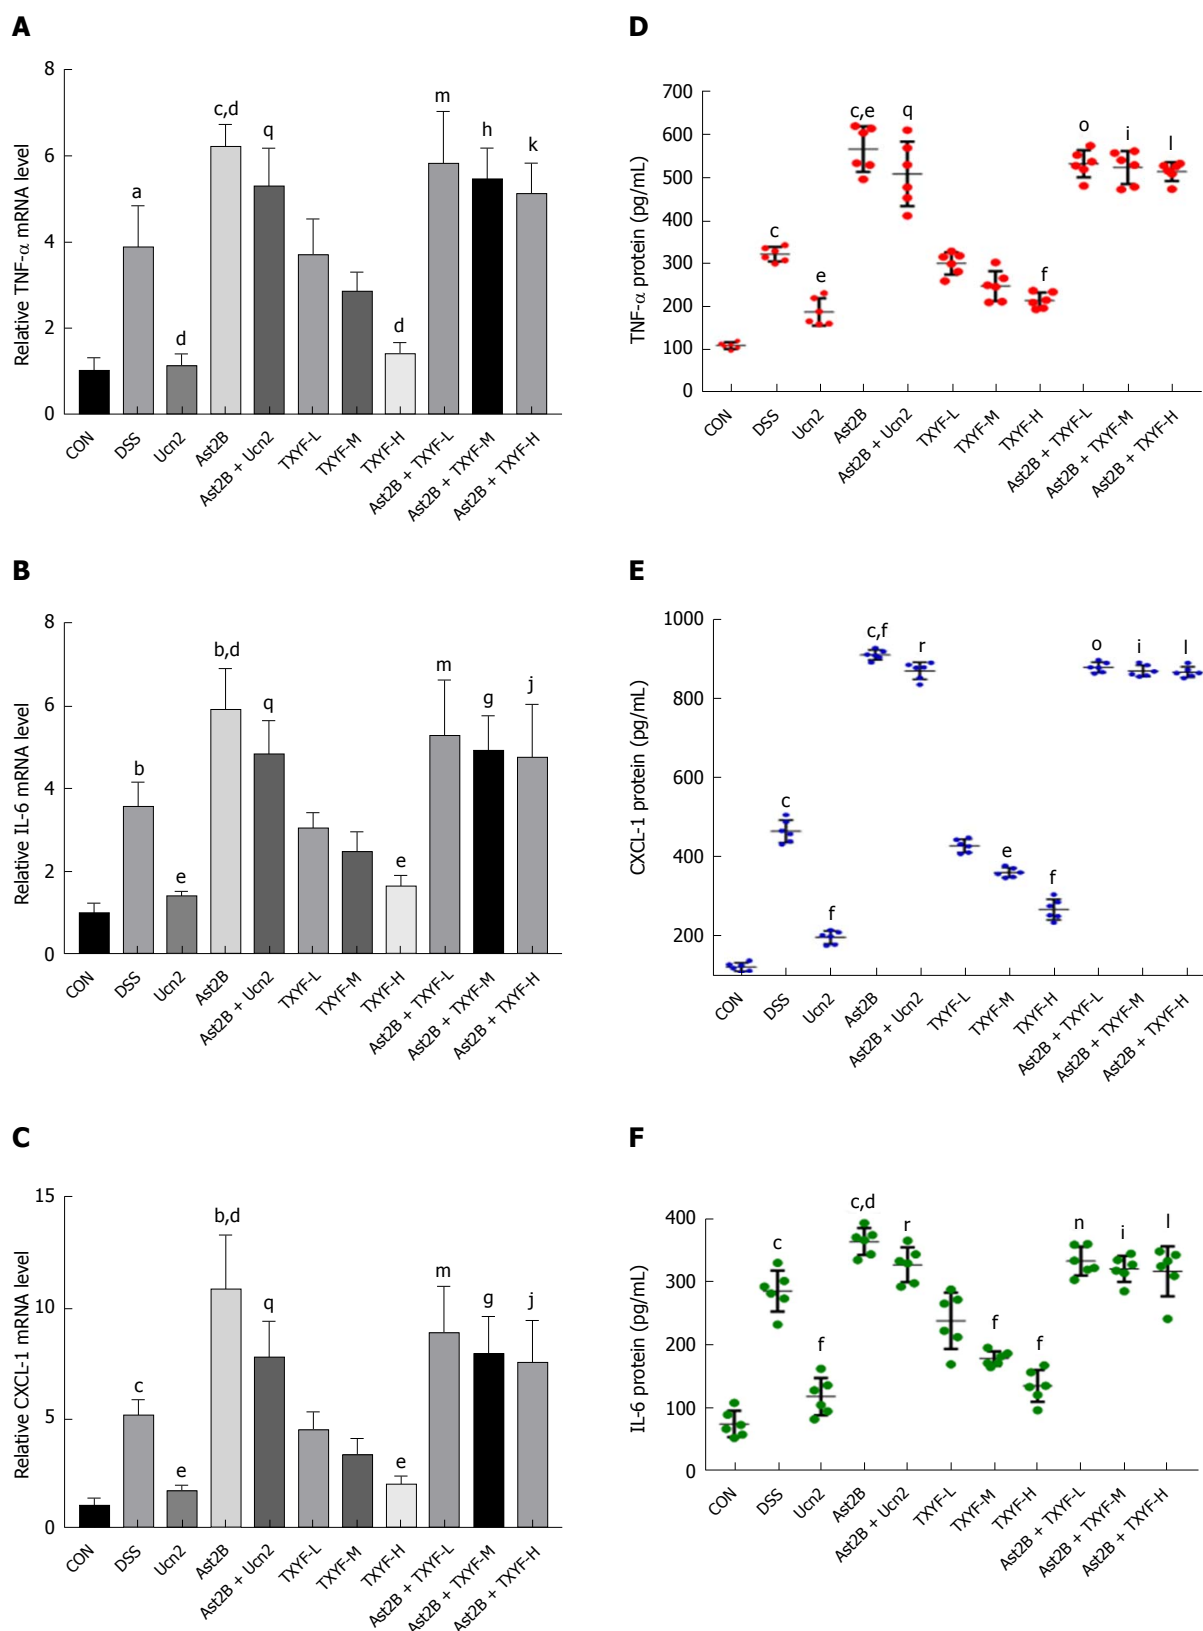 A
Relative TNF-α mRNA level
8
6
4
2
0
a
d
c,d
q
d
m
h
k
CON
DSS
Ucn2
Ast2B
Ast2B + Ucn2
TXYF-L
TXYF-M
TXYF-H
Ast2B + TXYF-L
Ast2B + TXYF-M
Ast2B + TXYF-H
D
TNF-α protein (pg/mL)
700
600
500
400
300
200
100
0
c
e
c,e
q
f
o
i
l
CON
DSS
Ucn2
Ast2B
Ast2B + Ucn2
TXYF-L
TXYF-M
TXYF-H
Ast2B + TXYF-L
Ast2B + TXYF-M
Ast2B + TXYF-H
B
Relative IL-6 mRNA level
8
6
4
2
0
b
e
b,d
q
e
m
g
j
CON
DSS
Ucn2
Ast2B
Ast2B + Ucn2
TXYF-L
TXYF-M
TXYF-H
Ast2B + TXYF-L
Ast2B + TXYF-M
Ast2B + TXYF-H
E
CXCL-1 protein (pg/mL)
1000
800
600
400
200
c
f
c,f
r
e
f
o
i
l
CON
DSS
Ucn2
Ast2B
Ast2B + Ucn2
TXYF-L
TXYF-M
TXYF-H
Ast2B + TXYF-L
Ast2B + TXYF-M
Ast2B + TXYF-H
C
Relative CXCL-1 mRNA level
15
10
5
0
c
e
b,d
q
e
m
g
j
CON
DSS
Ucn2
Ast2B
Ast2B + Ucn2
TXYF-L
TXYF-M
TXYF-H
Ast2B + TXYF-L
Ast2B + TXYF-M
Ast2B + TXYF-H
F
IL-6 protein (pg/mL)
400
300
200
100
0
c
f
c,d
r
f
f
n
i
l
CON
DSS
Ucn2
Ast2B
Ast2B + Ucn2
TXYF-L
TXYF-M
TXYF-H
Ast2B + TXYF-L
Ast2B + TXYF-M
Ast2B + TXYF-H